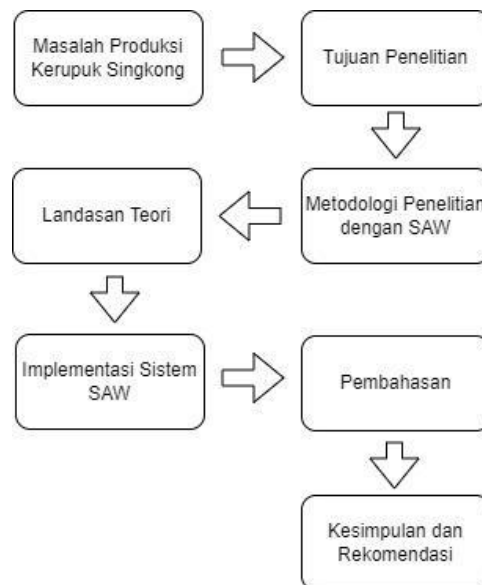 Masalah Produksi
Kerupuk Singkong
Tujuan Penelitian
Metodologi Penelitian
dengan SAW
Landasan Teori
Implementasi Sistem
SAW
Pembahasan
Kesimpulan dan
Rekomendasi